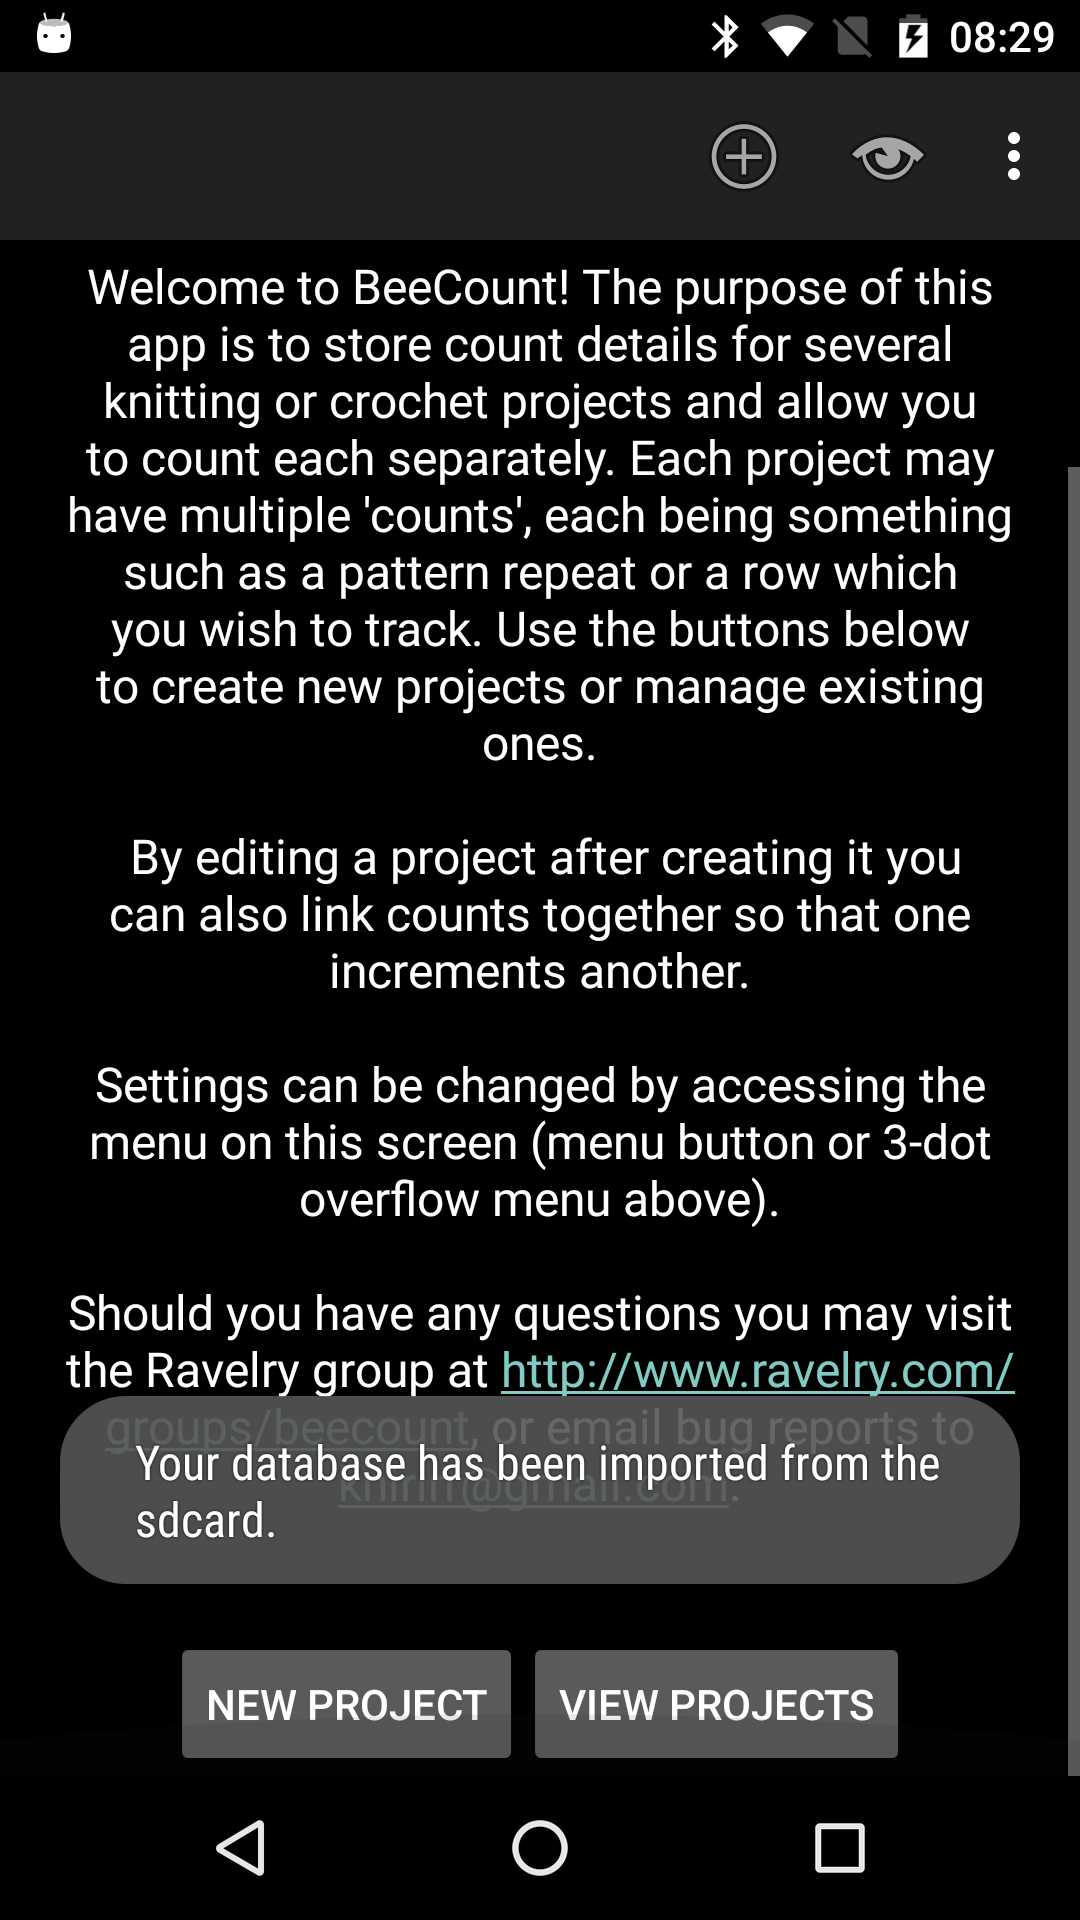 08:29
Welcome to BeeCount! The purpose of this
app is to store count details for several
knitting or crochet projects and allow you
to count each separately. Each project may
have multiple 'counts', each being something
such as a pattern repeat or a row which
you wish to track. Use the buttons below
to create new projects or manage existing
ones.
By editing a project after creating it you
can also link counts together so that one
increments another.
Settings can be changed by accessing the
menu on this screen (menu button or 3-dot
overflow menu above).
Should you have any questions you may visit
the Ravelry group at http://www.ravelry.com/
groups/beecount, or email bug reports to
Your database has been imported from the
sdcard.
NEW PROJECT
VIEW PROJECTS